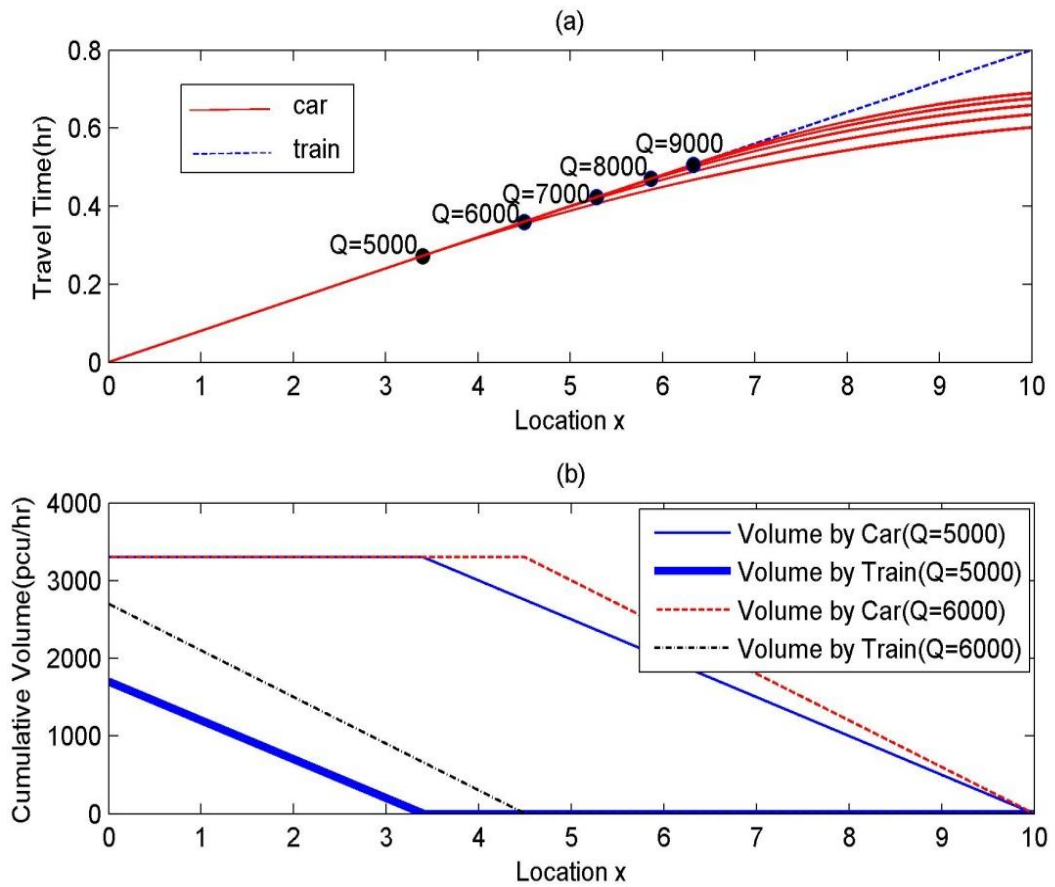 (a)
Travel Time(hr)
0.8
0.6
0.4
0.2
0
car
train
Q=5000
Q=6000
Q=7000
Q=8000
Q=9000
0 1 2 3 4 5 6 7 8 9 10
Location x
(b)
Cumulative Volume(pcu/hr)
4000
3000
2000
1000
0
Volume by Car(Q=5000)
Volume by Train(Q=5000)
Volume by Car(Q=6000)
Volume by Train(Q=6000)
0 1 2 3 4 5 6 7 8 9 10
Location x